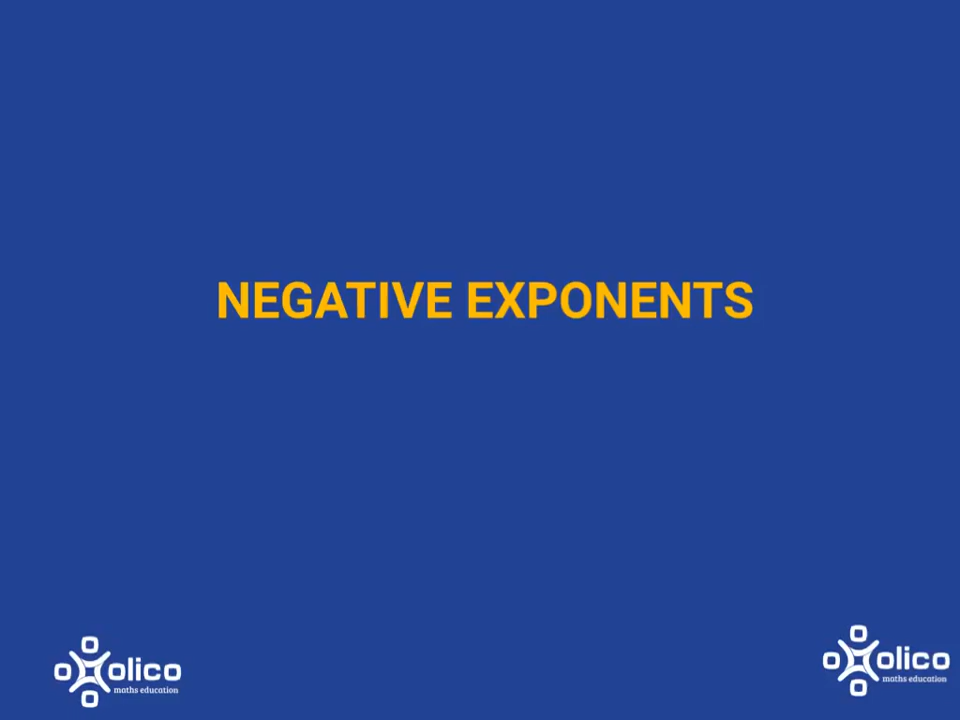 NEGATIVE EXPONENTS
olico
maths education
olico
maths education